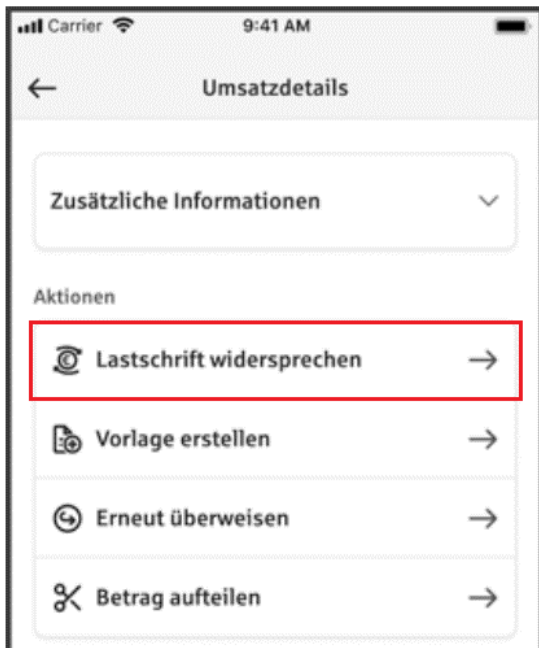 Carrier 9:41 AM
Umsatzdetails
Zusätzliche Informationen
Aktionen
Lastschrift widersprechen
Vorlage erstellen
Erneut überweisen
Betrag aufteilen